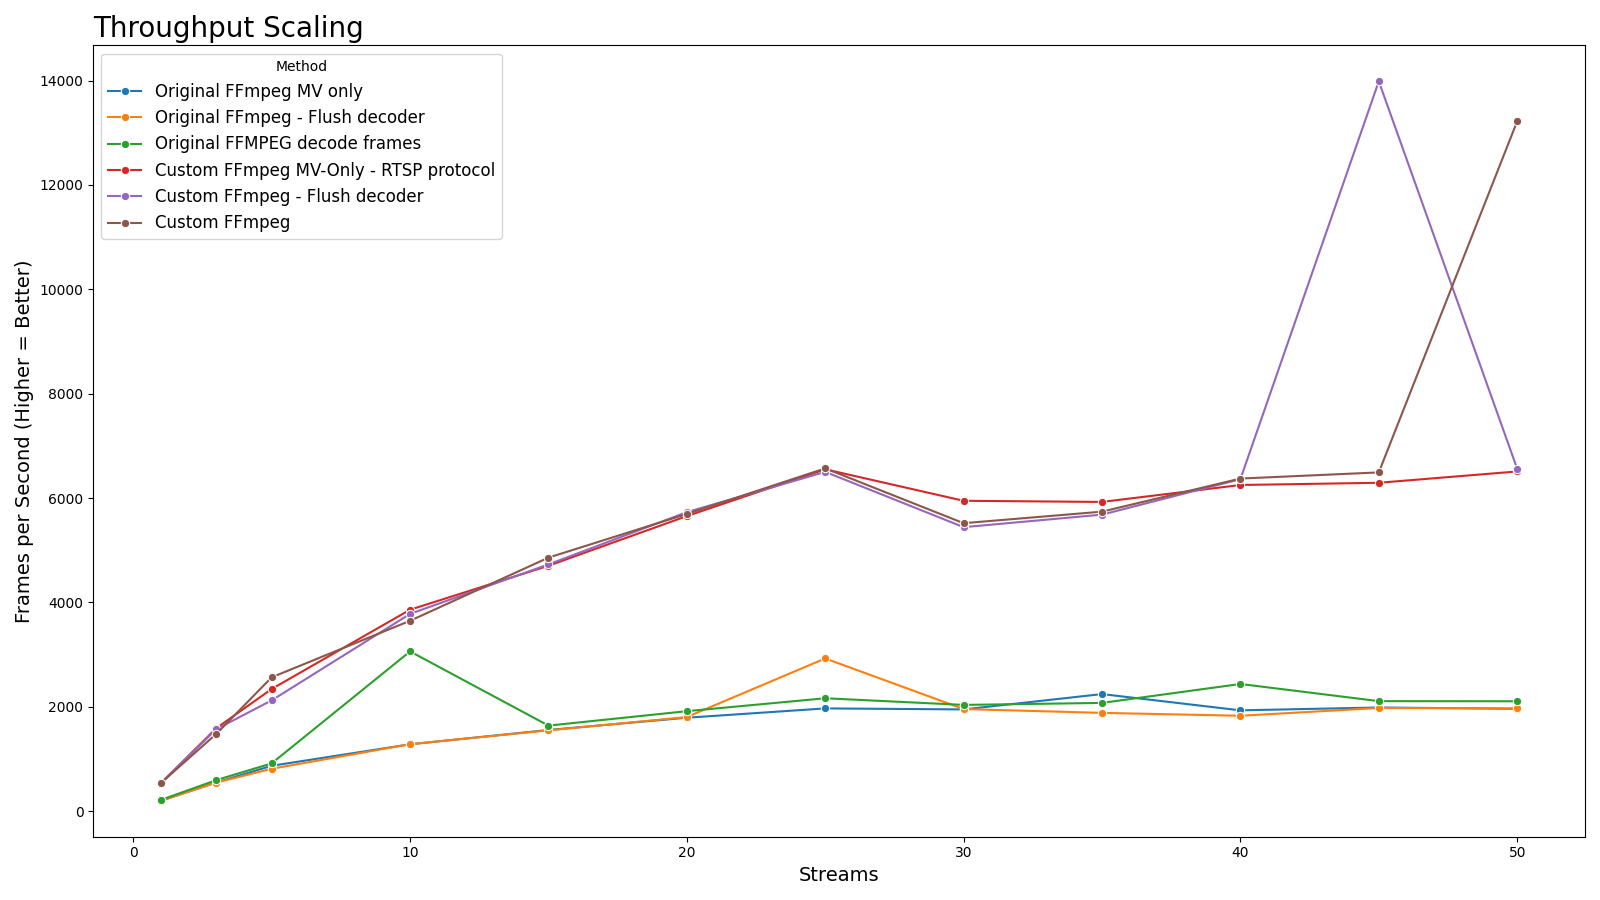 Throughput Scaling
Method
Original FFmpeg MV only
Original FFmpeg - Flush decoder
Original FFMPEG decode frames
Custom FFmpeg MV-Only - RTSP protocol
Custom FFmpeg - Flush decoder
Custom FFmpeg
Frames per Second (Higher = Better)
14000
12000
10000
8000
6000
4000
2000
0
0 10 20 30 40 50
Streams